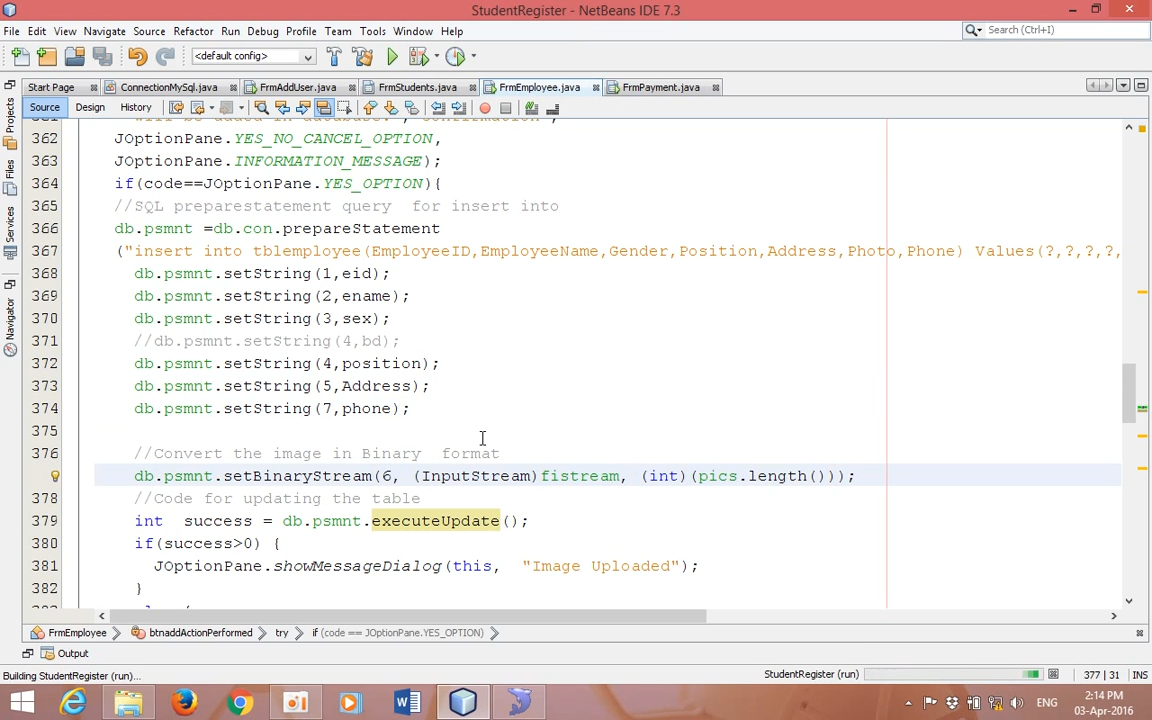 StudentRegister - NetBeans IDE 7.3
File Edit View Navigate Source Refactor Run Debug Profile Team Tools Window Help
Search (Ctrl+I)
<default config>
Start Page ConnectionMySql.java FrmAddUser.java FrmStudents.java FrmEmployee.java FrmPayment.java
Source Design History
Projects
Files
Services
Navigator
362 JOptionPane.YES_NO_CANCEL_OPTION,
363 JOptionPane.INFORMATION_MESSAGE);
364 if(code==JOptionPane.YES_OPTION){
365 //SQL preparestatement query for insert into
366 db.psmnt =db.con.prepareStatement
367 ("insert into tblemployee(EmployeeID,EmployeeName,Gender,Position,Address,Photo,Phone) Values(?,?,?,?,
368 db.psmnt.setString(1,eid);
369 db.psmnt.setString(2,ename);
370 db.psmnt.setString(3,sex);
371 //db.psmnt.setString(4,bd);
372 db.psmnt.setString(4,position);
373 db.psmnt.setString(5,Address);
374 db.psmnt.setString(7,phone);
375
376 //Convert the image in Binary format
db.psmnt.setBinaryStream(6, (InputStream)fistream, (int)(pics.length()));
378 //Code for updating the table
379 int success = db.psmnt.executeUpdate();
380 if(success>0) {
381 JOptionPane.showMessageDialog(this, "Image Uploaded");
382 }
FrmEmployee btnaddActionPerformed try if (code == JOptionPane.YES_OPTION)
Output
Building StudentRegister (run)... StudentRegister (run) 377 | 31 INS
ENG
2:14 PM
03-Apr-2016